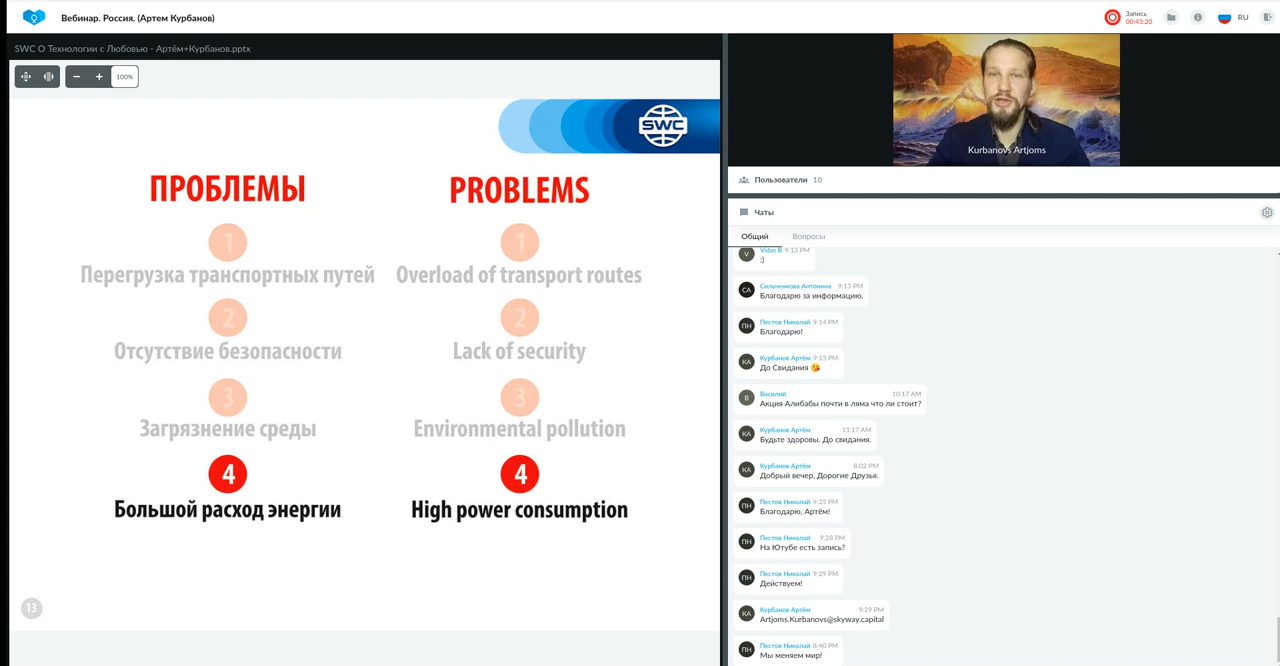 Вебинар. Россия. (Артем Курбанов)
Запись
00:43:20
RU
SWC О Технологии с Любовью - Артём+Курбанов.pptx
100%
SWC
ПРОБЛЕМЫ
PROBLEMS
1
1
Перегрузка транспортных путей
Overload of transport routes
2
2
Отсутствие безопасности
Lack of security
3
3
Загрязнение среды
Environmental pollution
4
4
Большой расход энергии
High power consumption
13
Kurbanovs Artjoms
Пользователи 10
Чаты
Общий
Вопросы
V
Vidas B 9:13 PM
:)
СА
Сильченкова Антонина 9:13 PM
Благодарю за информацию,
ПН
Пестов Николай 9:14 PM
Благодарю!
КА
Курбанов Артём 9:15 PM
До Свидания 😘
В
Василий 10:17 AM
Акция Алибабы почти в ляма что ли стоит?
КА
Курбанов Артём 11:17 AM
Будьте здоровы. До свидания.
КА
Курбанов Артём 8:02 PM
Добрый вечер, Дорогие Друзья.
ПН
Пестов Николай 9:25 PM
Благодарю, Артём!
ПН
Пестов Николай 9:28 PM
На Ютубе есть запись?
ПН
Пестов Николай 9:29 PM
Действуем!
КА
Курбанов Артём 9:29 PM
Artjoms.Kurbanovs@skyway.capital
ПН
Пестов Николай 8:40 PM
Мы меняем мир!